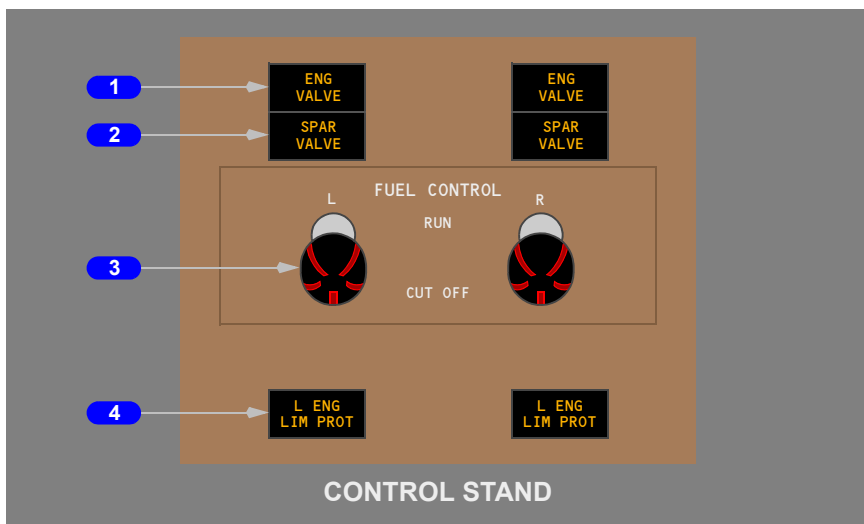 1
ENG
VALVE
ENG
VALVE
2
SPAR
VALVE
SPAR
VALVE
FUEL CONTROL
L
R
RUN
3
CUT OFF
4
L ENG
LIM PROT
L ENG
LIM PROT
CONTROL STAND